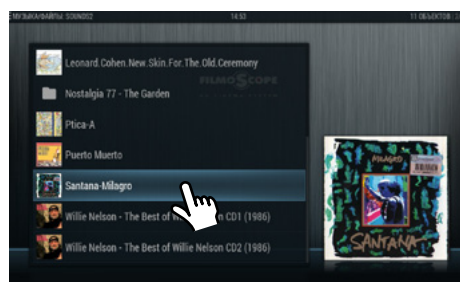 МУЗЫКА/ФАЙЛЫ: SOUNDS2 14:53 11 ОБЪЕКТОВ
Leonard.Cohen.New.Skin.For.The.Old.Ceremony
FILMOSCOPE
Nostalgia 77 - The Garden
Ptica-A
Puerto Muerto
Santana-Milagro
Willie Nelson - The Best of Willie Nelson CD1 (1986)
Willie Nelson - The Best of Willie Nelson CD2 (1986)
MILAGRO
SANTANA